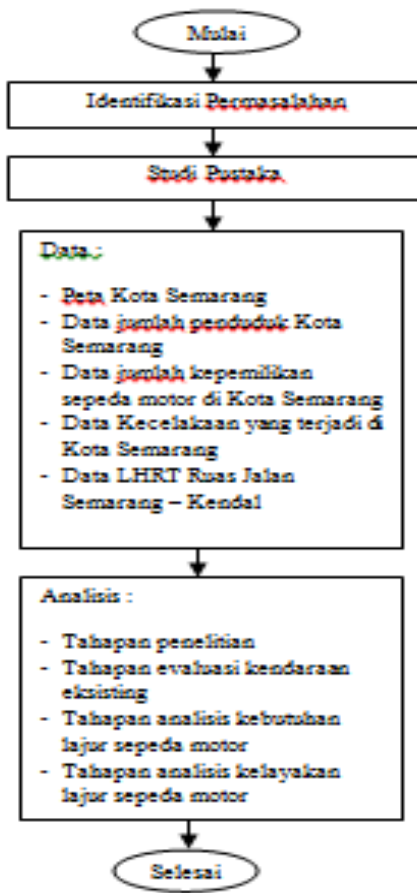 Mulai
Identifikasi Permasalahan
Studi Pustaka
Data :
- Peta Kota Semarang
- Data jumlah penduduk Kota
Semarang
- Data jumlah kepemilikan
sepeda motor di Kota Semarang
- Data Kecelakaan yang terjadi di
Kota Semarang
- Data LHRT Ruas Jalan
Semarang – Kendal
Analisis :
- Tahapan penelitian
- Tahapan evaluasi kendaraan
eksisting
- Tahapan analisis kebutuhan
lajur sepeda motor
- Tahapan analisis kelayakan
lajur sepeda motor
Selesai